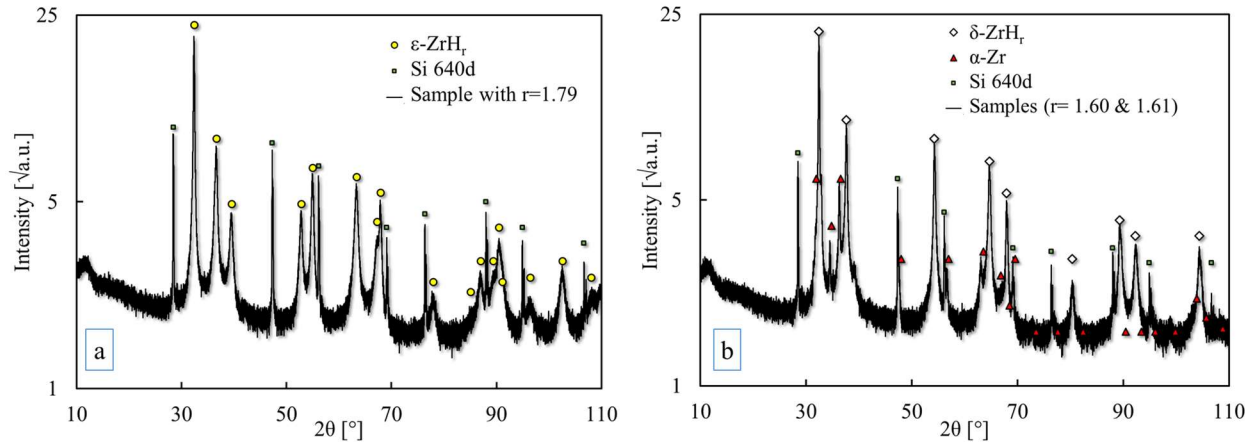 25
5
1
Intensity [√a.u.]
ε-ZrHr
Si 640d
Sample with r=1.79
a
10 30 50 70 90 110
2θ [°]
25
5
1
Intensity [√a.u.]
δ-ZrHr
α-Zr
Si 640d
Samples (r= 1.60 & 1.61)
b
10 30 50 70 90 110
2θ [°]